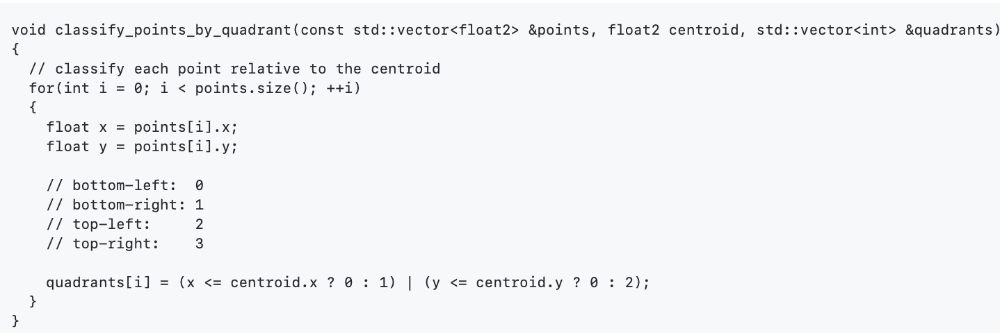 void classify_points_by_quadrant(const std::vector<float2> &points, float2 centroid, std::vector<int> &quadrants)
{
  // classify each point relative to the centroid
  for(int i = 0; i < points.size(); ++i)
  {
    float x = points[i].x;
    float y = points[i].y;

    // bottom-left:  0
    // bottom-right: 1
    // top-left:     2
    // top-right:    3

    quadrants[i] = (x <= centroid.x ? 0 : 1) | (y <= centroid.y ? 0 : 2);
  }
}